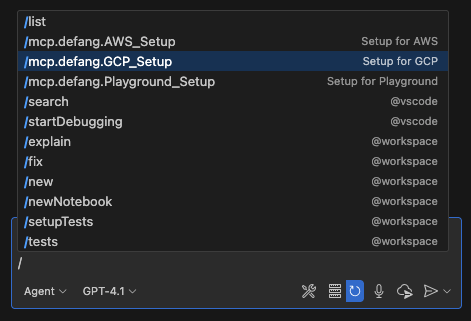 /list
/mcp.defang.AWS_Setup Setup for AWS
/mcp.defang.GCP_Setup Setup for GCP
/mcp.defang.Playground_Setup Setup for Playground
/search @vscode
/startDebugging @vscode
/explain @workspace
/fix @workspace
/new @workspace
/newNotebook @workspace
/setupTests @workspace
/tests @workspace
/
Agent GPT-4.1